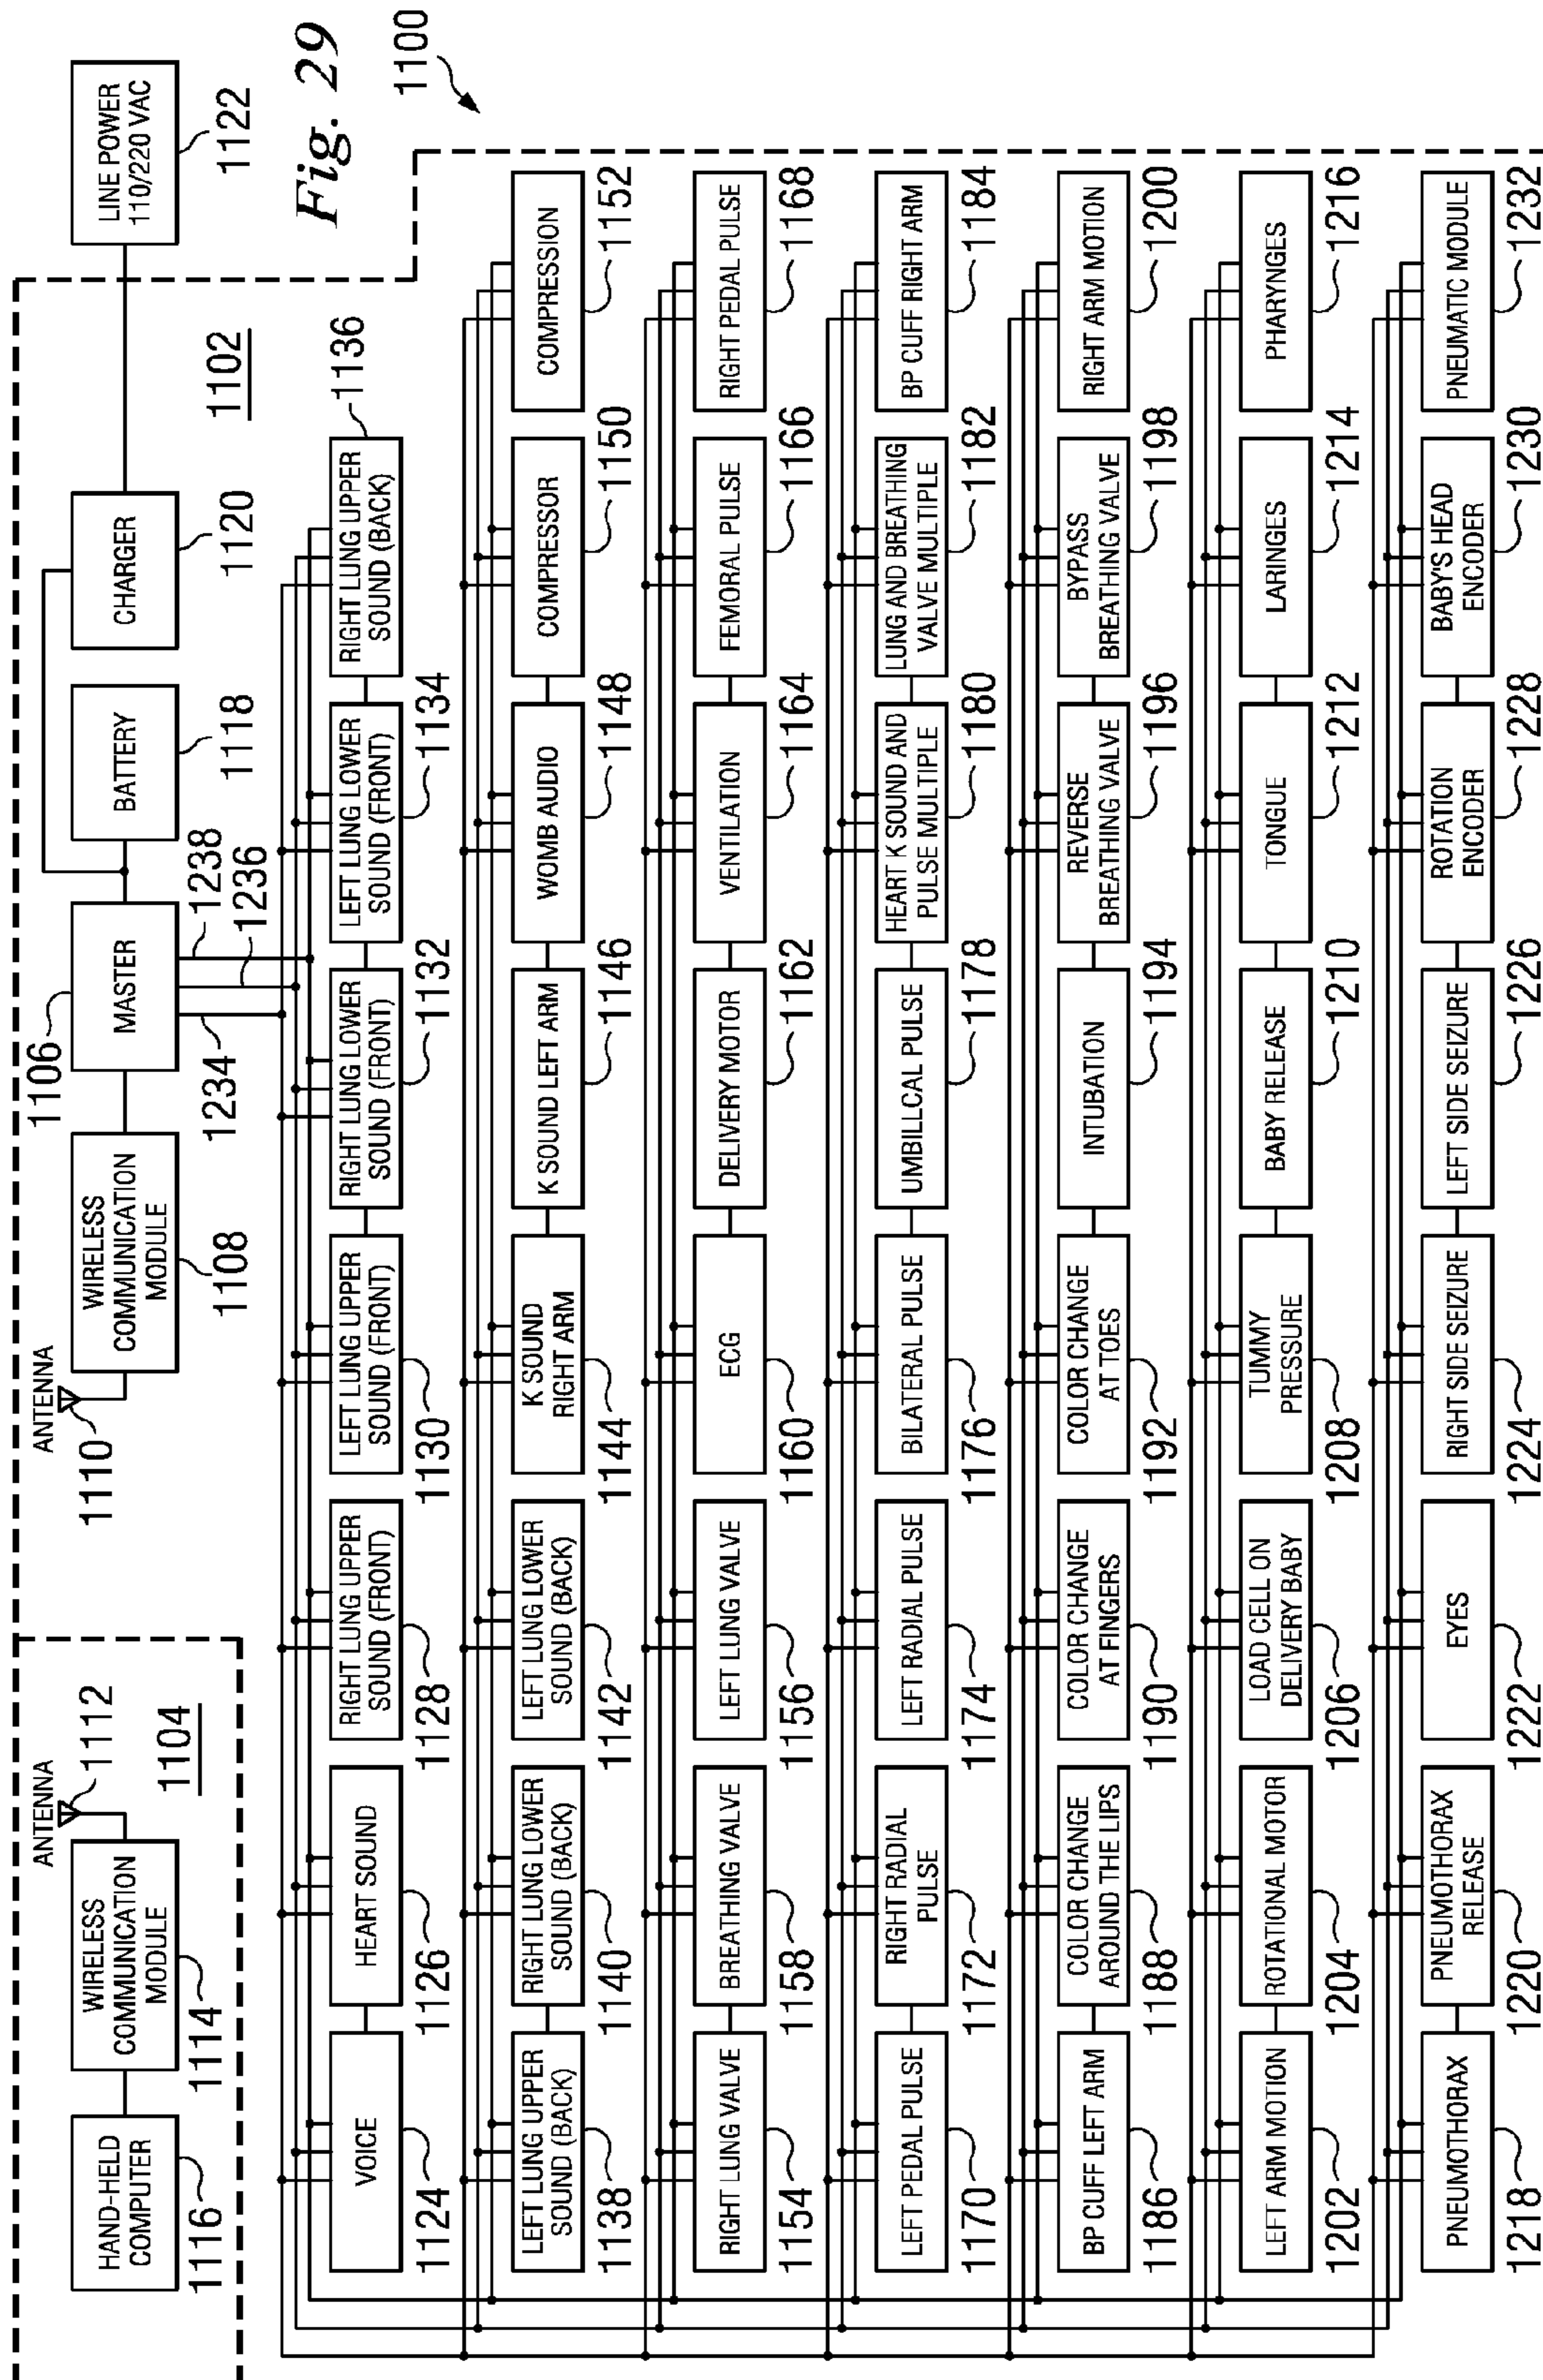 Fig. 29
1100
1102
1104
HAND-HELD
COMPUTER
1116
WIRELESS
COMMUNICATION
MODULE
1114
ANTENNA
1112
ANTENNA
1110
WIRELESS
COMMUNICATION
MODULE
1108
MASTER
1106
1234
1236
1238
BATTERY
1118
CHARGER
1120
LINE POWER
110/220 VAC
1122
VOICE
1124
HEART SOUND
1126
RIGHT LUNG UPPER
SOUND (FRONT)
1128
LEFT LUNG UPPER
SOUND (FRONT)
1130
RIGHT LUNG LOWER
SOUND (FRONT)
1132
LEFT LUNG LOWER
SOUND (FRONT)
1134
RIGHT LUNG UPPER
SOUND (BACK)
1136
LEFT LUNG UPPER
SOUND (BACK)
1138
RIGHT LUNG LOWER
SOUND (BACK)
1140
LEFT LUNG LOWER
SOUND (BACK)
1142
K SOUND
RIGHT ARM
1144
K SOUND LEFT ARM
1146
WOMB AUDIO
1148
COMPRESSOR
1150
COMPRESSION
1152
RIGHT LUNG VALVE
1154
BREATHING VALVE
1158
LEFT LUNG VALVE
1156
ECG
1160
DELIVERY MOTOR
1162
VENTILATION
1164
FEMORAL PULSE
1166
RIGHT PEDAL PULSE
1168
LEFT PEDAL PULSE
1170
RIGHT RADIAL
PULSE
1172
LEFT RADIAL PULSE
1174
BILATERAL PULSE
1176
UMBILLCAL PULSE
1178
HEART K SOUND AND
PULSE MULTIPLE
1180
LUNG AND BREATHING
VALVE MULTIPLE
1182
BP CUFF RIGHT ARM
1184
BP CUFF LEFT ARM
1186
COLOR CHANGE
AROUND THE LIPS
1188
COLOR CHANGE
AT FINGERS
1190
COLOR CHANGE
AT TOES
1192
INTUBATION
1194
REVERSE
BREATHING VALVE
1196
BYPASS
BREATHING VALVE
1198
RIGHT ARM MOTION
1200
LEFT ARM MOTION
1202
ROTATIONAL MOTOR
1204
LOAD CELL ON
DELIVERY BABY
1206
TUMMY
PRESSURE
1208
BABY RELEASE
1210
TONGUE
1212
LARINGES
1214
PHARYNGES
1216
PNEUMOTHORAX
1218
PNEUMOTHORAX
RELEASE
1220
EYES
1222
RIGHT SIDE SEIZURE
1224
LEFT SIDE SEIZURE
1226
ROTATION
ENCODER
1228
BABY'S HEAD
ENCODER
1230
PNEUMATIC MODULE
1232